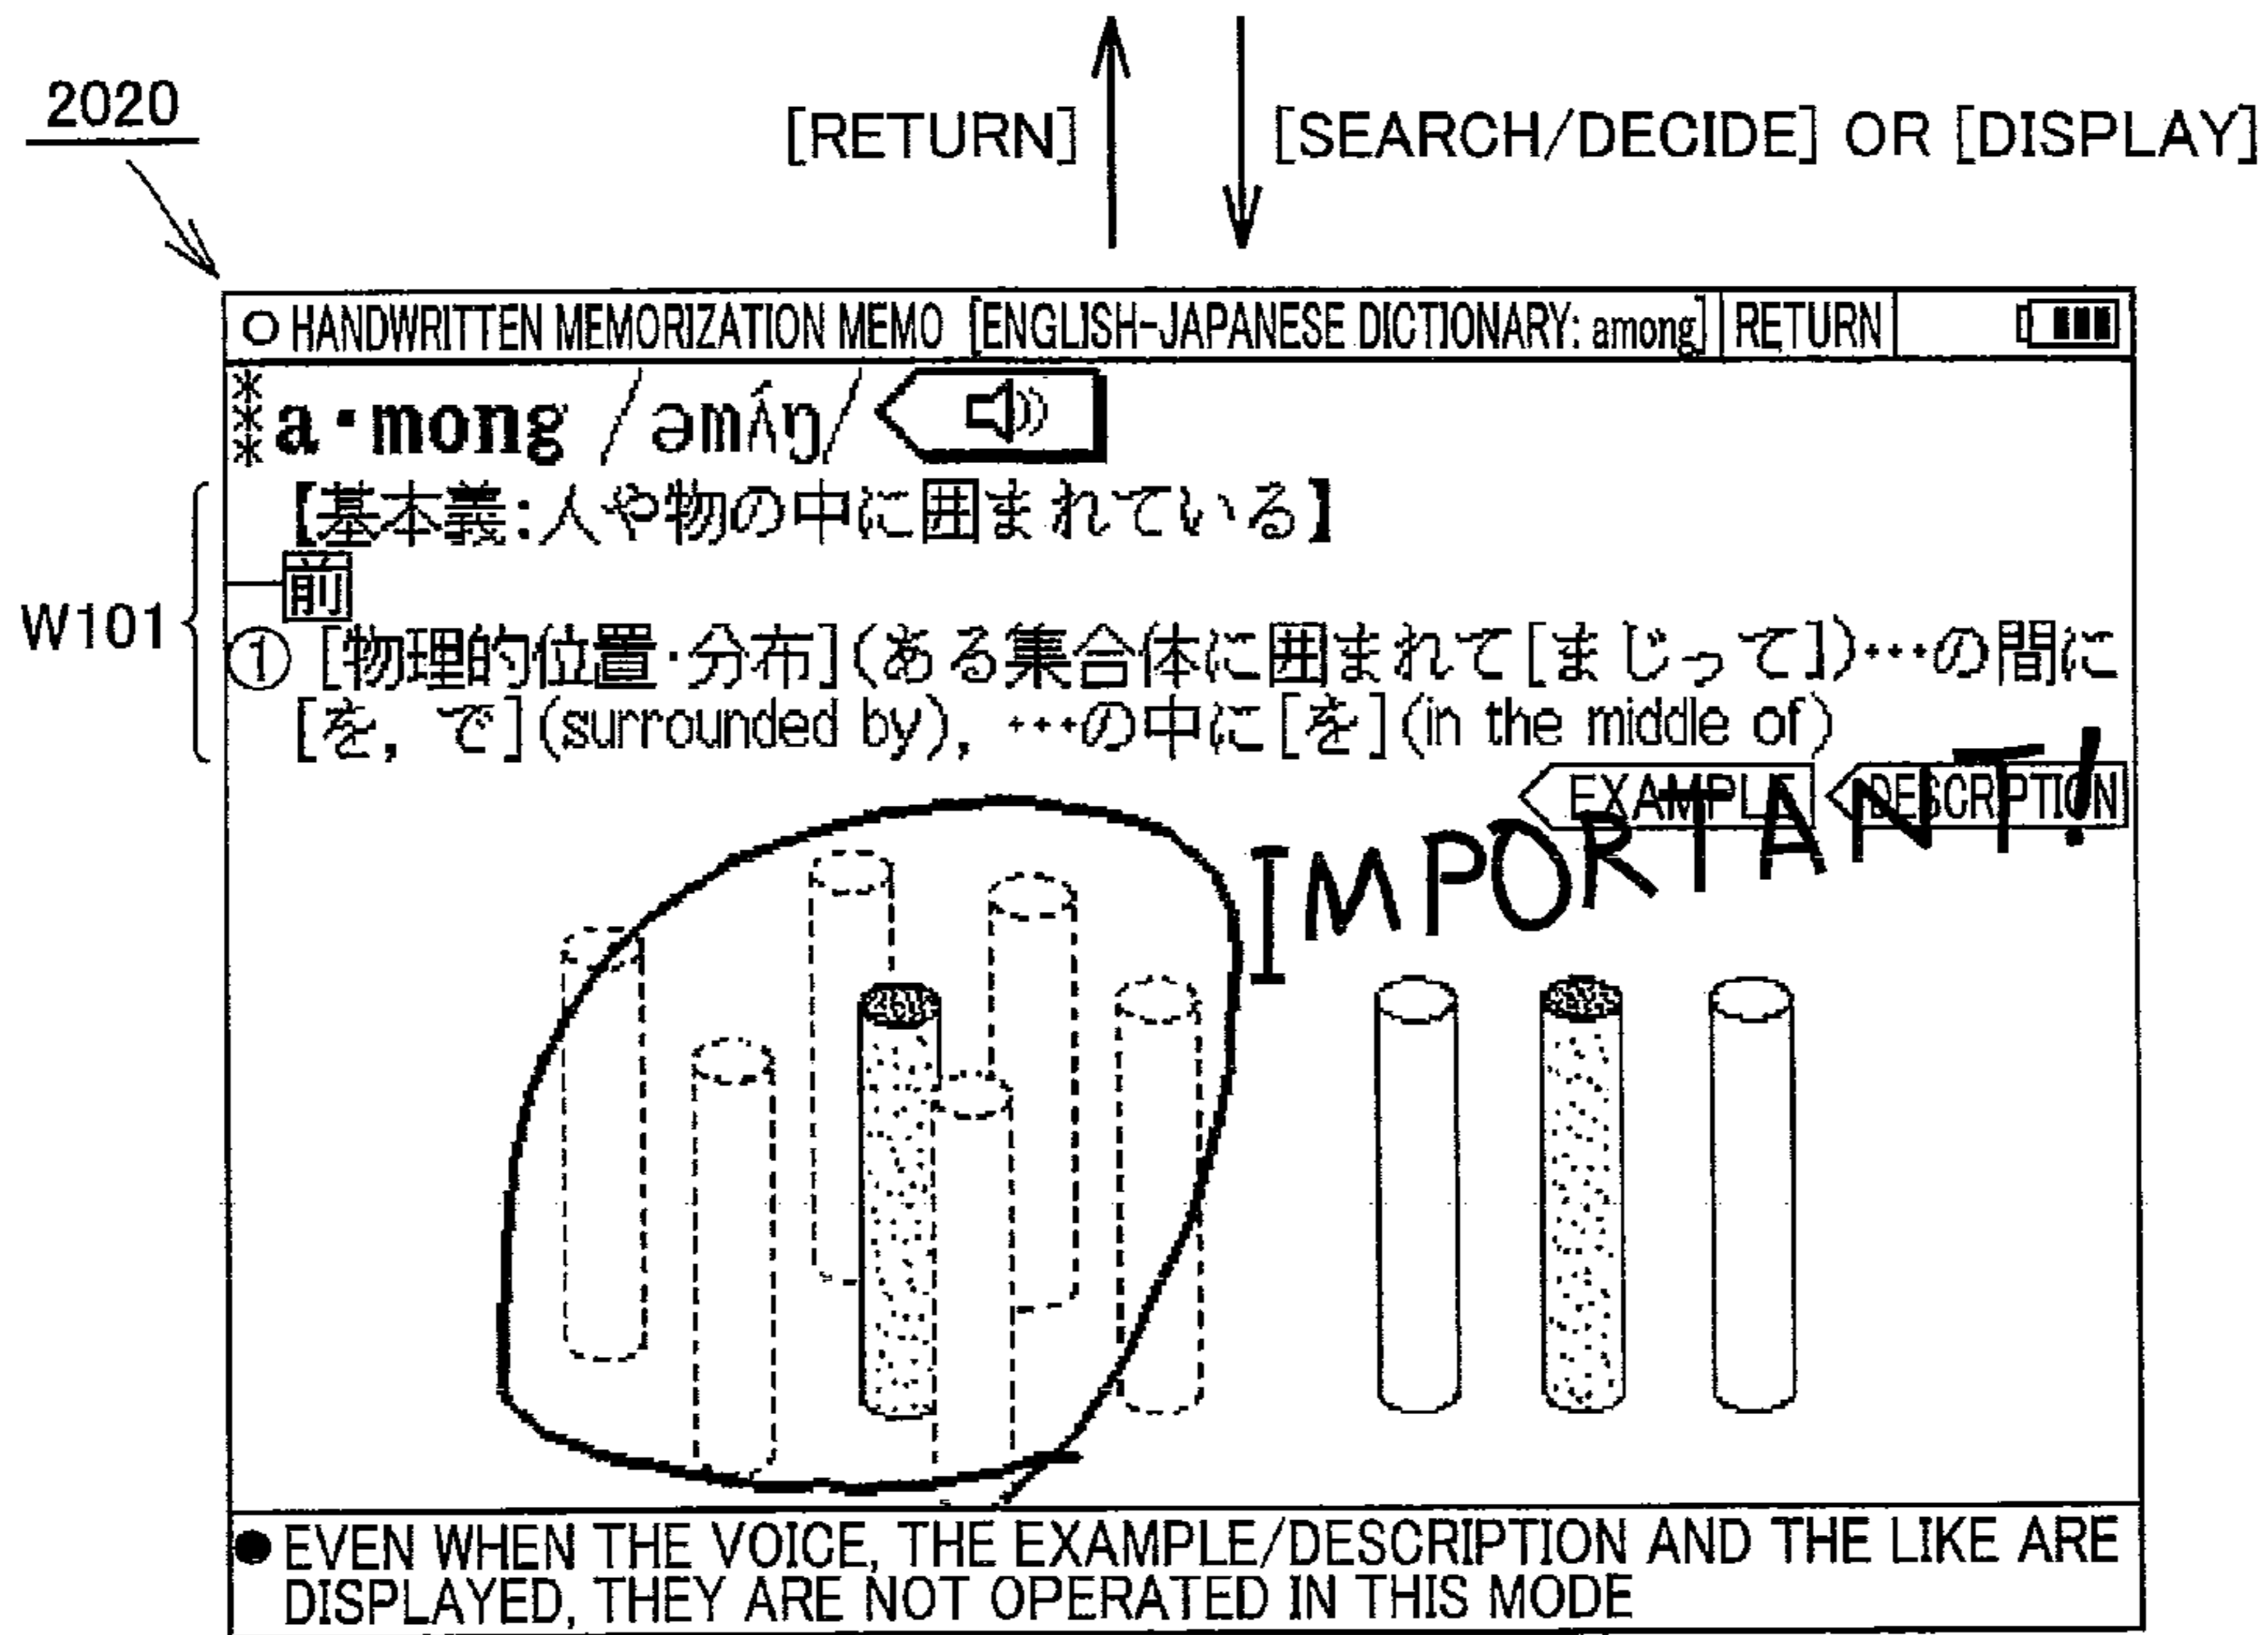 2020
[RETURN]
[SEARCH/DECIDE] OR [DISPLAY]
HANDWRITTEN MEMORIZATION MEMO [ENGLISH-JAPANESE DICTIONARY: among] RETURN
***a·mong /əmʌ́ŋ/
【基本義:人や物の中に囲まれている】
前
W101
① [物理的位置·分布](ある集合体に囲まれて[まじって])…の間に
[を, で](surrounded by), …の中に[を](in the middle of)
EXAMPLE DESCRIPTION
IMPORTANT!
● EVEN WHEN THE VOICE, THE EXAMPLE/DESCRIPTION AND THE LIKE ARE
DISPLAYED, THEY ARE NOT OPERATED IN THIS MODE